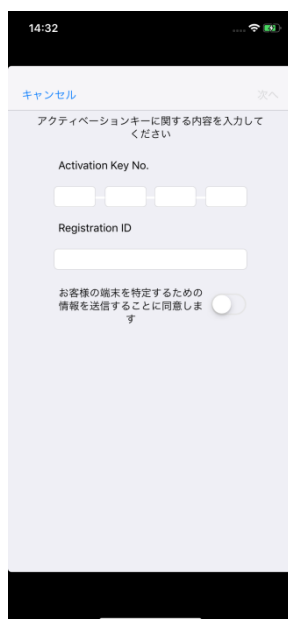 14:32
キャンセル 次へ
アクティベーションキーに関する内容を入力して
ください
Activation Key No.
Registration ID
お客様の端末を特定するための
情報を送信することに同意しま
す